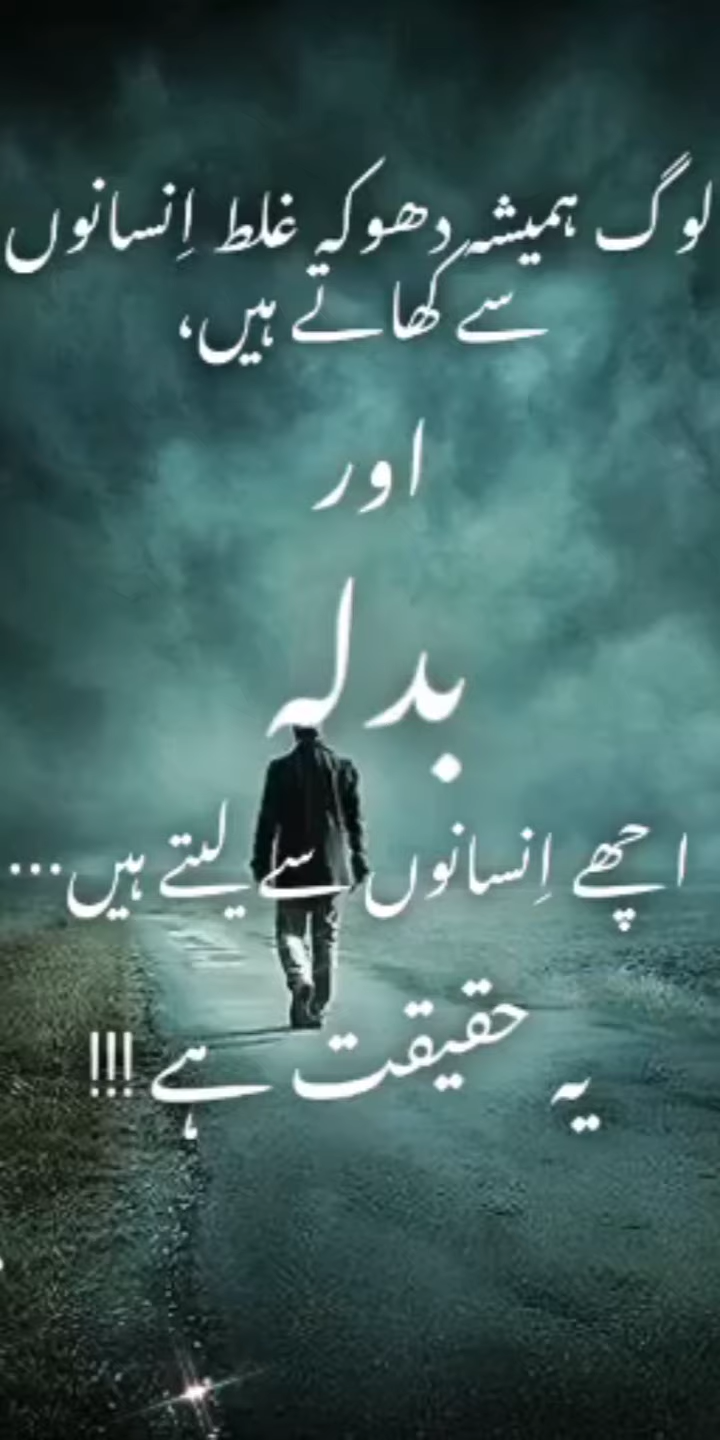 لوگ ہمیشہ دھوکہ غلط اِنسانوں
سے کھاتے ہیں،
اور
بدلہ
اچھے اِنسانوں سے لیتے ہیں...
یہ حقیقت ہے!!!